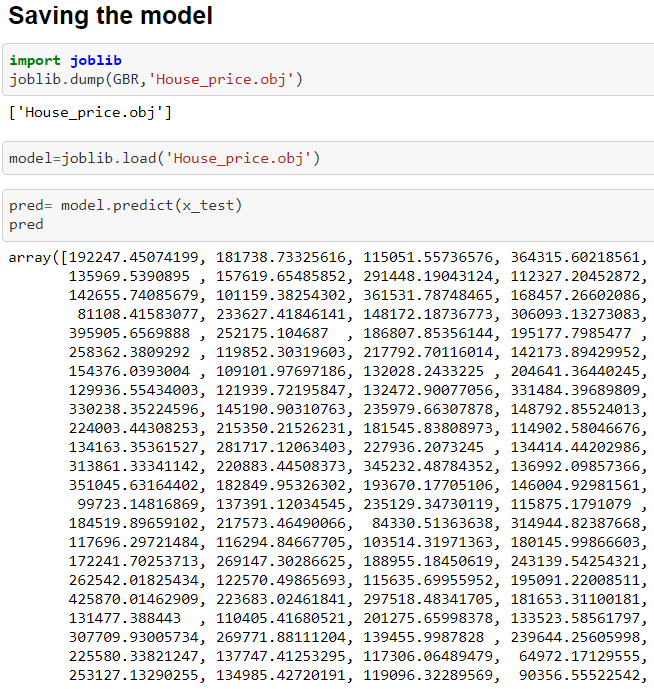 Saving the model
import joblib
joblib.dump(GBR,'House_price.obj')
['House_price.obj']
model=joblib.load('House_price.obj')
pred= model.predict(x_test)
pred
array([192247.45074199, 181738.73325616, 115051.55736576, 364315.60218561,
135969.5390895 , 157619.65485852, 291448.19043124, 112327.20452872,
142655.74085679, 101159.38254302, 361531.78748465, 168457.26602086,
81108.41583077, 233627.41846141, 148172.18736773, 306093.13273083,
395905.6569888 , 252175.104687  , 186807.85356144, 195177.7985477 ,
258362.3809292 , 119852.30319603, 217792.70116014, 142173.89429952,
154376.0393004 , 109101.97697186, 132028.2433225 , 204641.36440245,
129936.55434003, 121939.72195847, 132472.90077056, 331484.39689809,
330238.35224596, 145190.90310763, 235979.66307878, 148792.85524013,
224003.44308253, 215350.21526231, 181545.83808973, 114902.58046676,
134163.35361527, 281717.12063403, 227936.2073245 , 134414.44202986,
313861.33341142, 220883.44508373, 345232.48784352, 136992.09857366,
351045.63164402, 182849.95326302, 193670.17705106, 146004.92981561,
99723.14816869, 137391.12034545, 235129.34730119, 115875.1791079 ,
184519.89659102, 217573.46490066,  84330.51363638, 314944.82387668,
117696.29721484, 116294.84667705, 103514.31971363, 180145.99866603,
172241.70253713, 269147.30286625, 188955.18450619, 243139.54254321,
262542.01825434, 122570.49865693, 115635.69955952, 195091.22008511,
425870.01462909, 223683.02461841, 297518.48341705, 181653.31100181,
131477.388443  , 110405.41680521, 201275.65998378, 133523.58561797,
307709.93005734, 269771.88111204, 139455.9987828 , 239644.25605998,
225580.33821247, 137747.41253295, 117306.06489479,  64972.17129555,
253127.13290255, 134985.42720191, 119096.32289569,  90356.55522542,